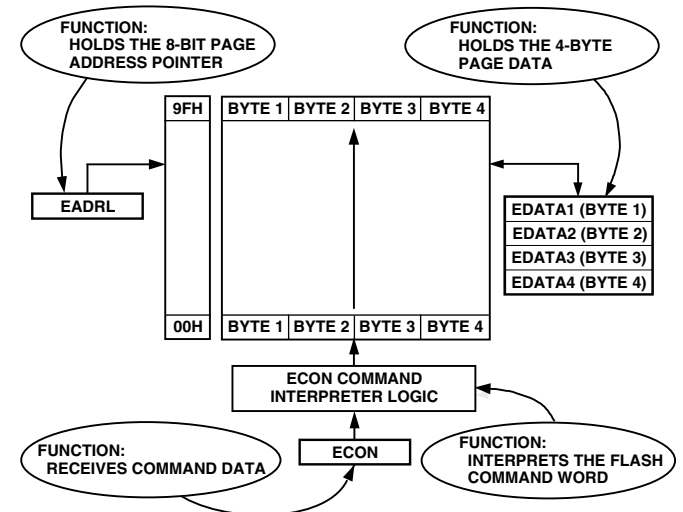 FUNCTION:
HOLDS THE 8-BIT PAGE
ADDRESS POINTER
FUNCTION:
HOLDS THE 4-BYTE
PAGE DATA
9FH
BYTE 1 BYTE 2 BYTE 3 BYTE 4
EADRL
EDATA1 (BYTE 1)
EDATA2 (BYTE 2)
EDATA3 (BYTE 3)
EDATA4 (BYTE 4)
00H
BYTE 1 BYTE 2 BYTE 3 BYTE 4
ECON COMMAND
INTERPRETER LOGIC
FUNCTION:
RECEIVES COMMAND DATA
ECON
FUNCTION:
INTERPRETS THE FLASH
COMMAND WORD